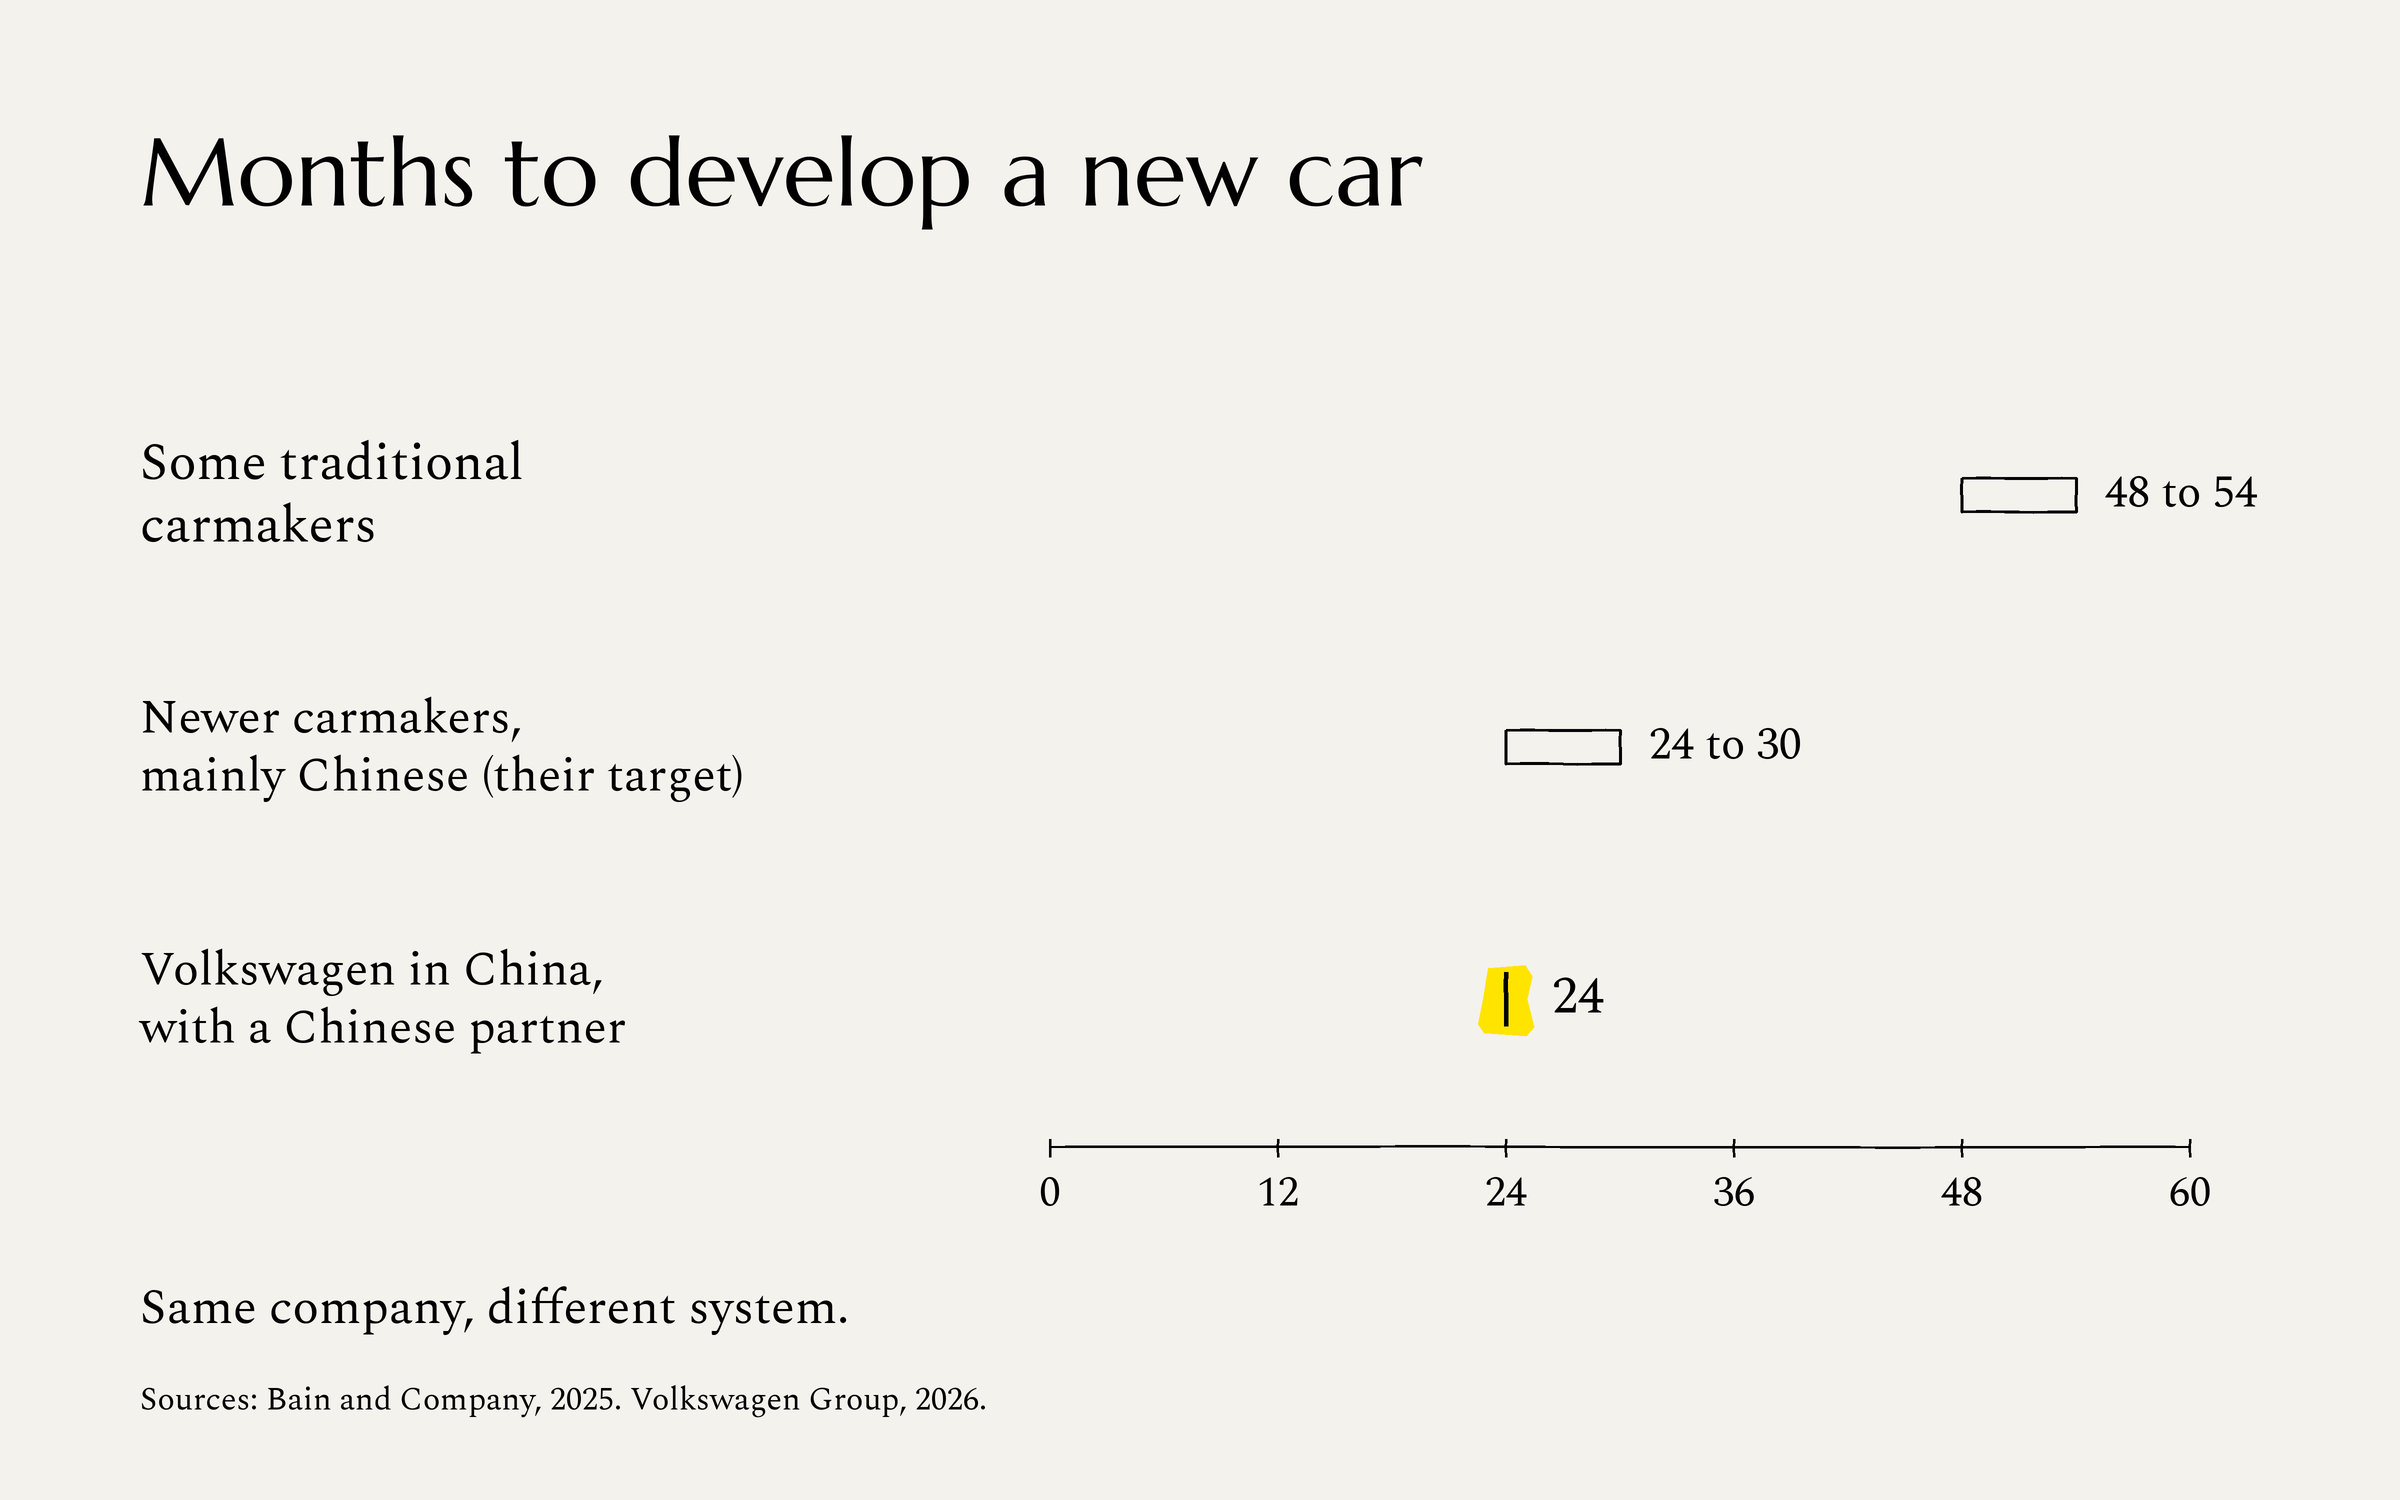 Months to develop a new car
Some traditional
carmakers
48 to 54
Newer carmakers,
mainly Chinese (their target)
24 to 30
Volkswagen in China,
with a Chinese partner
24
0 12 24 36 48 60
Same company, different system.
Sources: Bain and Company, 2025. Volkswagen Group, 2026.